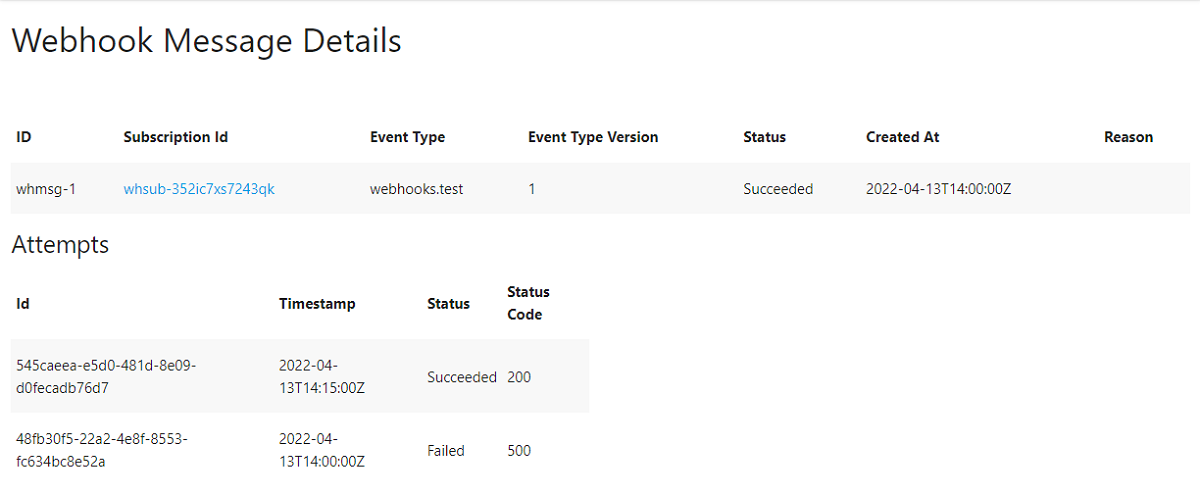 Webhook Message Details
ID Subscription Id Event Type Event Type Version Status Created At Reason
whmsg-1 whsub-352ic7xs7243qk webhooks.test 1 Succeeded 2022-04-13T14:00:00Z
Attempts
Id Timestamp Status Status
Code
545caeea-e5d0-481d-8e09- 2022-04-
d0fecadb76d7 13T14:15:00Z Succeeded 200
48fb30f5-22a2-4e8f-8553- 2022-04-
fc634bc8e52a 13T14:00:00Z Failed 500